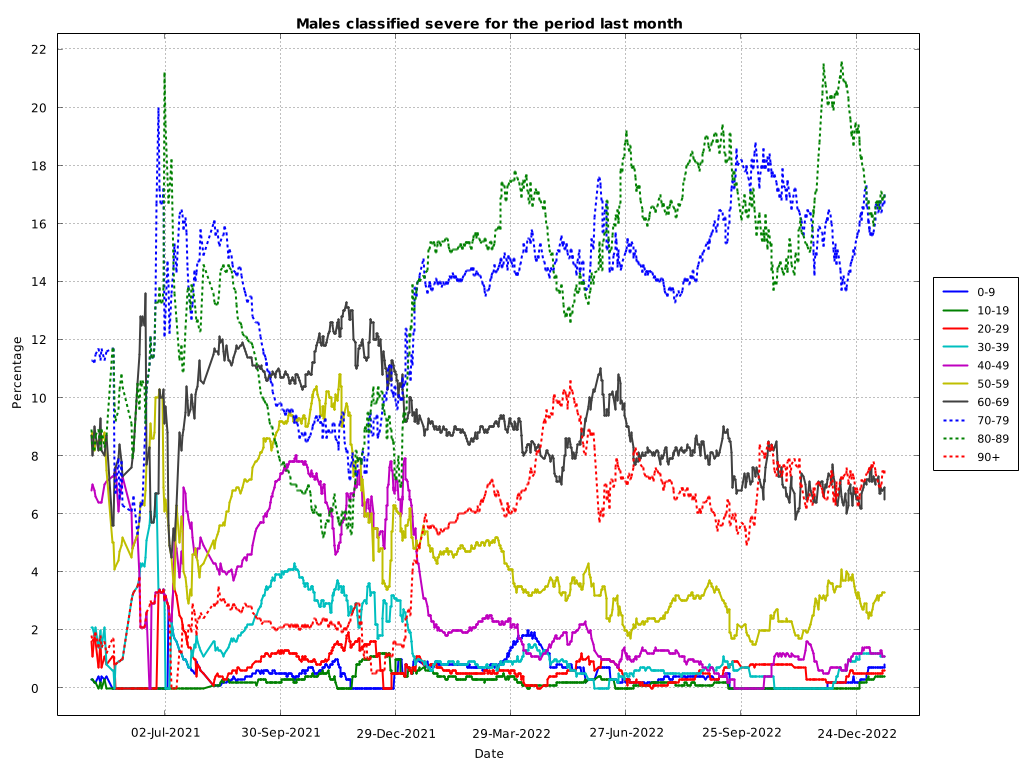 Males classified severe for the period last month
Percentage
22
20
18
16
14
12
10
8
6
4
2
0
02-Jul-2021
30-Sep-2021
29-Dec-2021
29-Mar-2022
27-Jun-2022
25-Sep-2022
24-Dec-2022
Date
0-9
10-19
20-29
30-39
40-49
50-59
60-69
70-79
80-89
90+